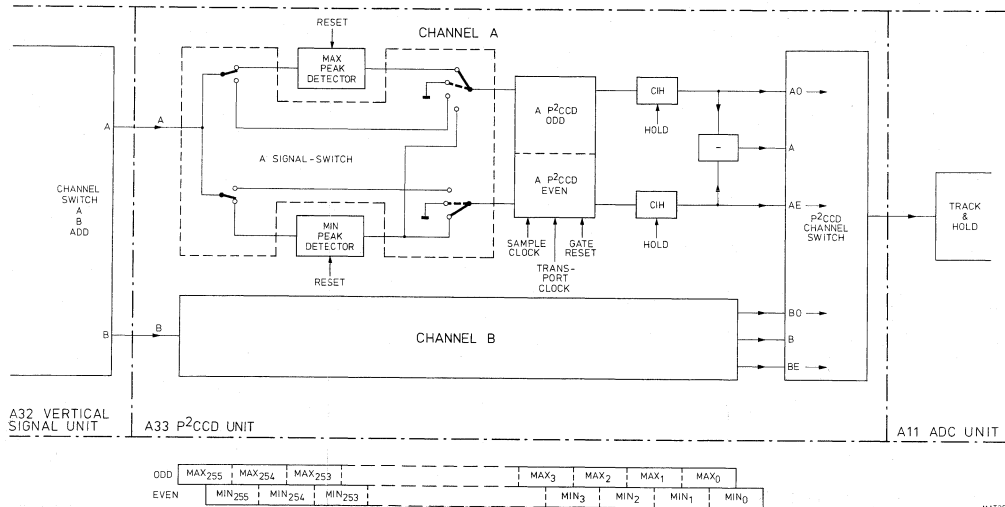 RESET
CHANNEL A
MAX
PEAK
DETECTOR
A
A
A SIGNAL-SWITCH
CHANNEL
SWITCH
A
B
ADD
MIN
PEAK
DETECTOR
RESET
A P²CCD
ODD
A P²CCD
EVEN
SAMPLE
CLOCK
TRANS-
PORT
CLOCK
GATE
RESET
CIH
HOLD
-
CIH
HOLD
AO
A
AE
P²CCD
CHANNEL
SWITCH
TRACK
&
HOLD
B
B
CHANNEL B
BO
B
BE
A32 VERTICAL
SIGNAL UNIT
A33 P²CCD UNIT
A11 ADC UNIT
ODD MAX255 MAX254 MAX253 MAX3 MAX2 MAX1 MAX0
EVEN MIN255 MIN254 MIN253 MIN3 MIN2 MIN1 MIN0